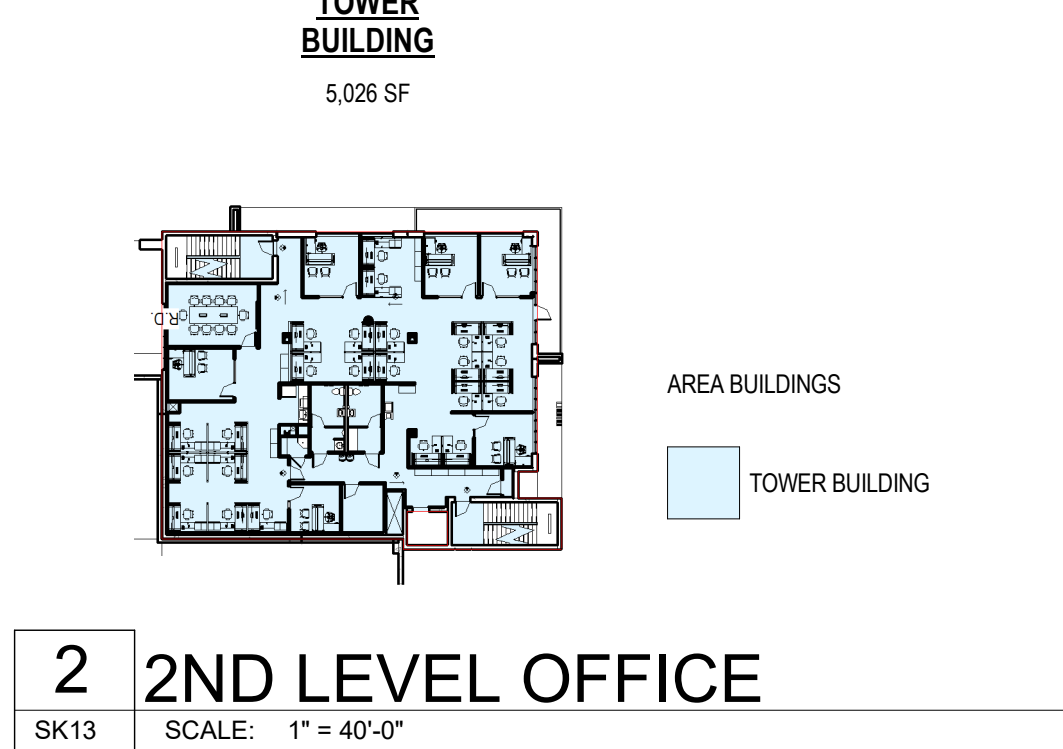 TOWER
BUILDING
5,026 SF
R.D.
AREA BUILDINGS
TOWER BUILDING
2
2ND LEVEL OFFICE
SK13
SCALE: 1" = 40'-0"